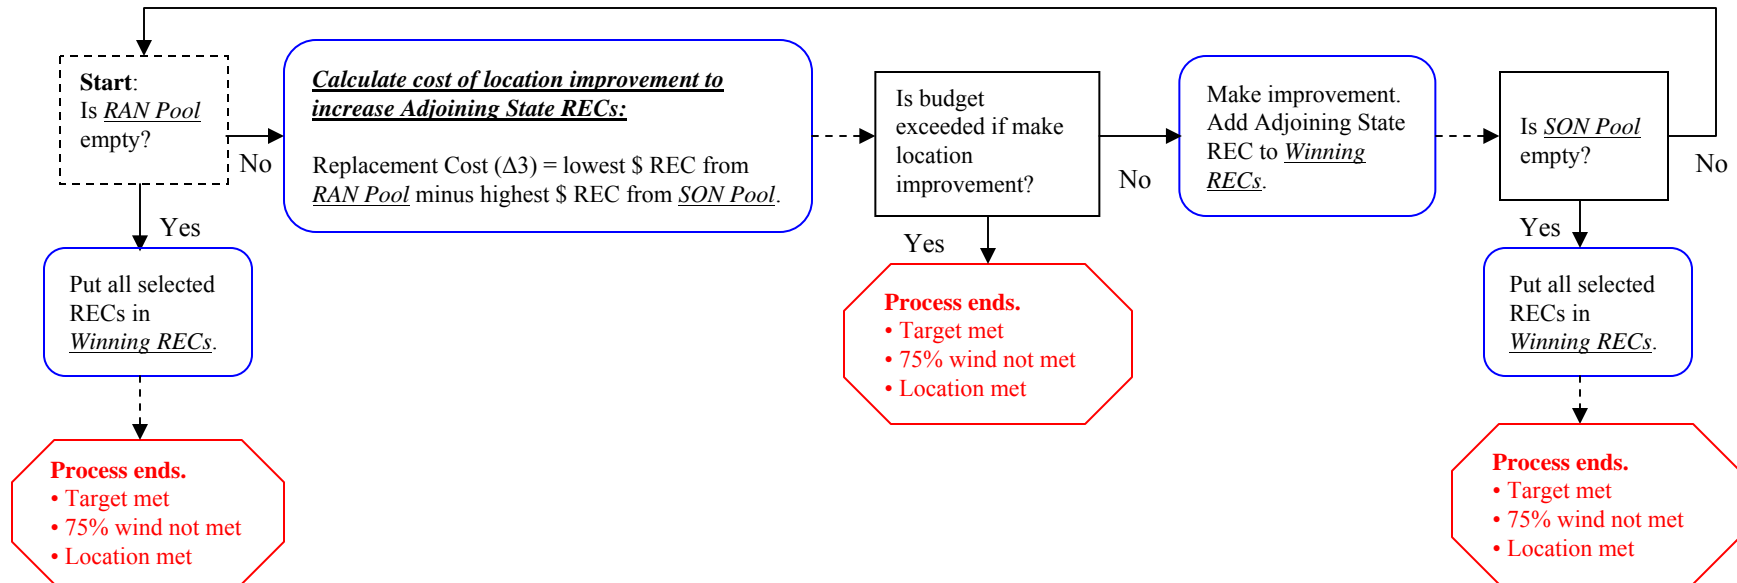 Start:
Is RAN Pool
empty?
No
Yes
Put all selected
RECs in
Winning RECs.
Process ends.
• Target met
• 75% wind not met
• Location met
Calculate cost of location improvement to
increase Adjoining State RECs:
Replacement Cost (Δ3) = lowest $ REC from
RAN Pool minus highest $ REC from SON Pool.
Is budget
exceeded if make
location
improvement?
No
Yes
Process ends.
• Target met
• 75% wind not met
• Location met
Make improvement.
Add Adjoining State
REC to Winning
RECs.
Is SON Pool
empty?
No
Yes
Put all selected
RECs in
Winning RECs.
Process ends.
• Target met
• 75% wind not met
• Location met